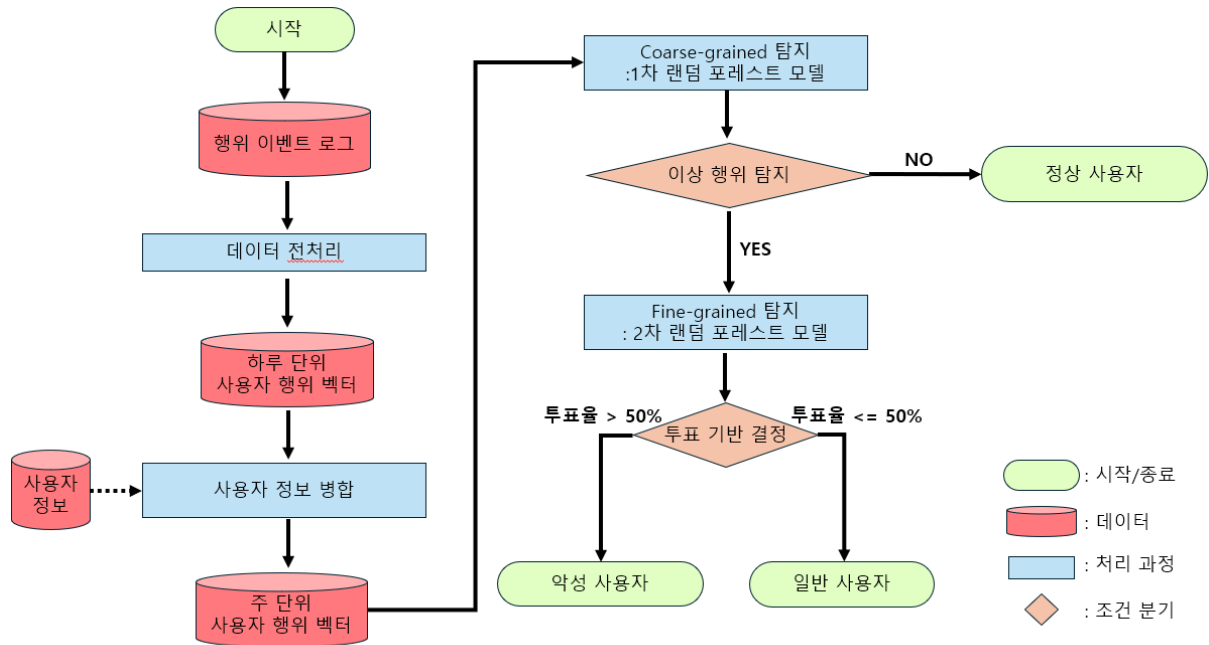 시작
행위 이벤트 로그
데이터 전처리
하루 단위
사용자 행위 벡터
사용자
정보
사용자 정보 병합
주 단위
사용자 행위 벡터
Coarse-grained 탐지
:1차 랜덤 포레스트 모델
이상 행위 탐지
NO
정상 사용자
YES
Fine-grained 탐지
: 2차 랜덤 포레스트 모델
투표율 > 50%
투표율 <= 50%
투표 기반 결정
악성 사용자
일반 사용자
: 시작/종료
: 데이터
: 처리 과정
: 조건 분기